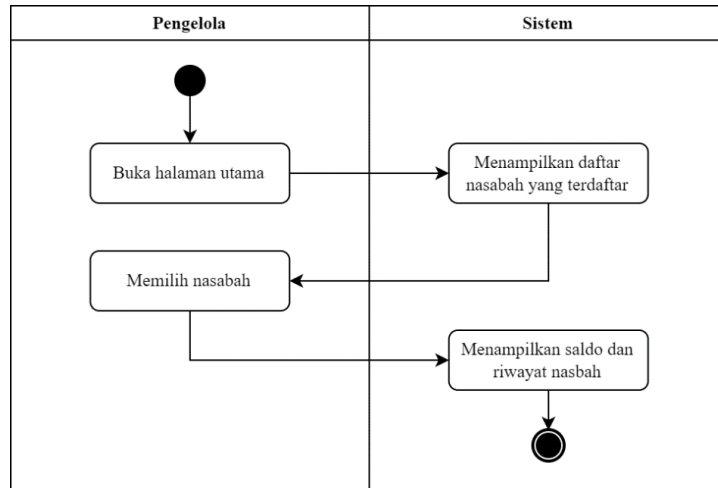 Pengelola
Sistem
Buka halaman utama
Menampilkan daftar
nasabah yang terdaftar
Memilih nasabah
Menampilkan saldo dan
riwayat nasbah